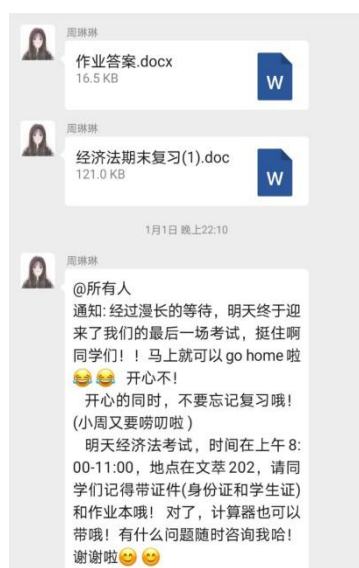 周琳琳
作业答案.docx
16.5 KB
W
周琳琳
经济法期末复习(1).doc
121.0 KB
W
1月1日 晚上22:10
周琳琳
@所有人
通知: 经过漫长的等待，明天终于迎
来了我们的最后一场考试，挺住啊
同学们！！马上就可以 go home 啦
😂😂 开心不！
开心的同时，不要忘记复习哦！
(小周又要唠叨啦 )
明天经济法考试，时间在上午 8:
00-11:00，地点在文萃 202，请同
学们记得带证件(身份证和学生证)
和作业本哦！对了，计算器也可以
带哦！有什么问题随时咨询我哈！
谢谢啦😊😊